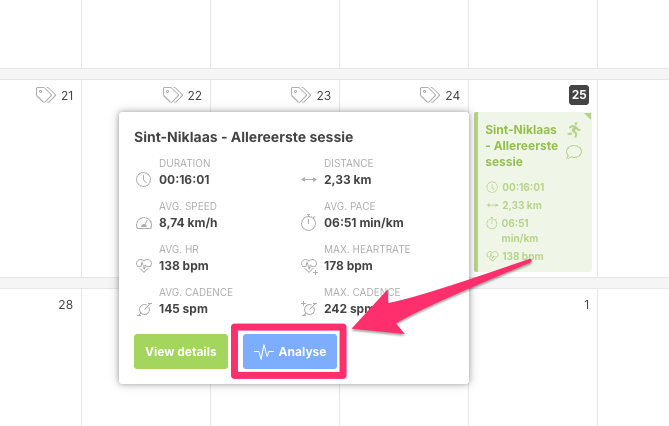 21
22
23
24
25
Sint-Niklaas - Allereerste sessie
DURATION
00:16:01
DISTANCE
2,33 km
AVG. SPEED
8,74 km/h
AVG. PACE
06:51 min/km
AVG. HR
138 bpm
MAX. HEARTRATE
178 bpm
AVG. CADENCE
145 spm
MAX. CADENCE
242 spm
View details
Analyse
Sint-Niklaas
- Allereerste
sessie
00:16:01
2,33 km
06:51
min/km
138 bpm
28
1